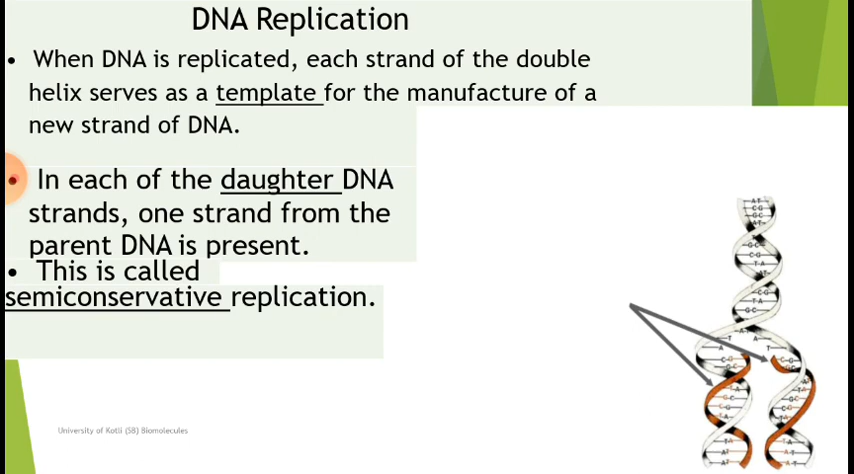 DNA Replication
• When DNA is replicated, each strand of the double
helix serves as a template for the manufacture of a
new strand of DNA.
• In each of the daughter DNA
strands, one strand from the
parent DNA is present.
• This is called
semiconservative replication.
University of Kotli (SB) Biomolecules